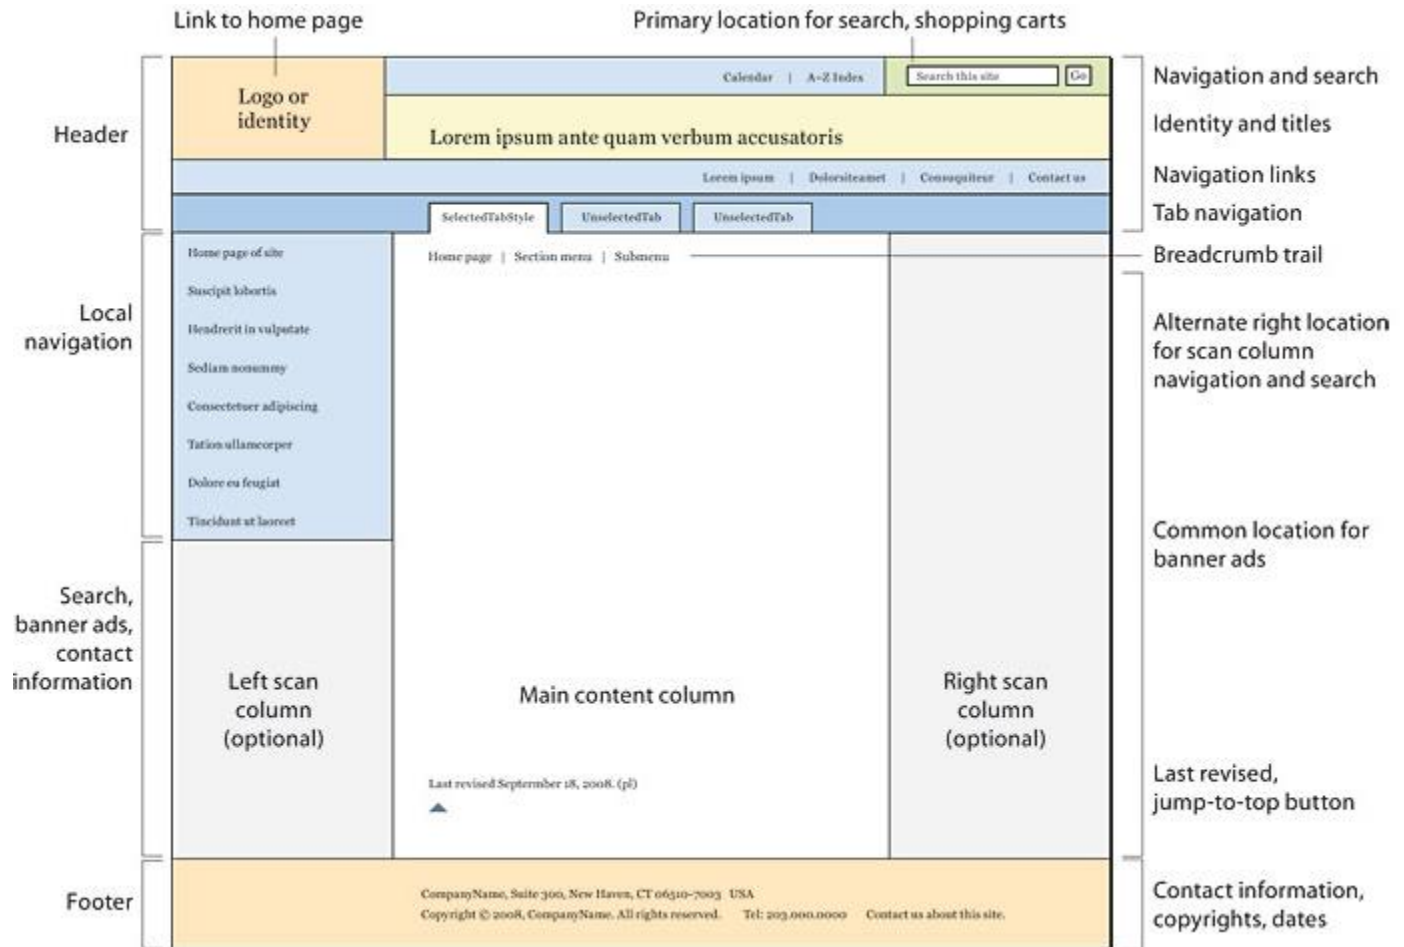 Link to home page
Primary location for search, shopping carts
Header
Logo or
identity
Calendar | A-Z Index
Search this site
Go
Navigation and search
Lorem ipsum ante quam verbum accusatoris
Identity and titles
Lorem ipsum | Dolorsiteamet | Consequiteur | Contact us
Navigation links
SelectedTabStyle
UnselectedTab
UnselectedTab
Tab navigation
Local
navigation
Home page of site
Suscipit lobortis
Hendrerit in vulputate
Sediam nonummy
Consectetuer adipiscing
Tation ullamcorper
Dolore eu feugiat
Tincidunt ut laoreet
Home page | Section menu | Submenu
Breadcrumb trail
Alternate right location
for scan column
navigation and search
Common location for
banner ads
Search,
banner ads,
contact
information
Left scan
column
(optional)
Main content column
Right scan
column
(optional)
Last revised Septermber 18, 2008. (pl)
Last revised,
jump-to-top button
Footer
CompanyName, Suite 300, New Haven, CT 06510-7003 USA
Copyright © 2008, CompanyName. All rights reserved. Tel: 203.000.0000 Contact us about this site.
Contact information,
copyrights, dates